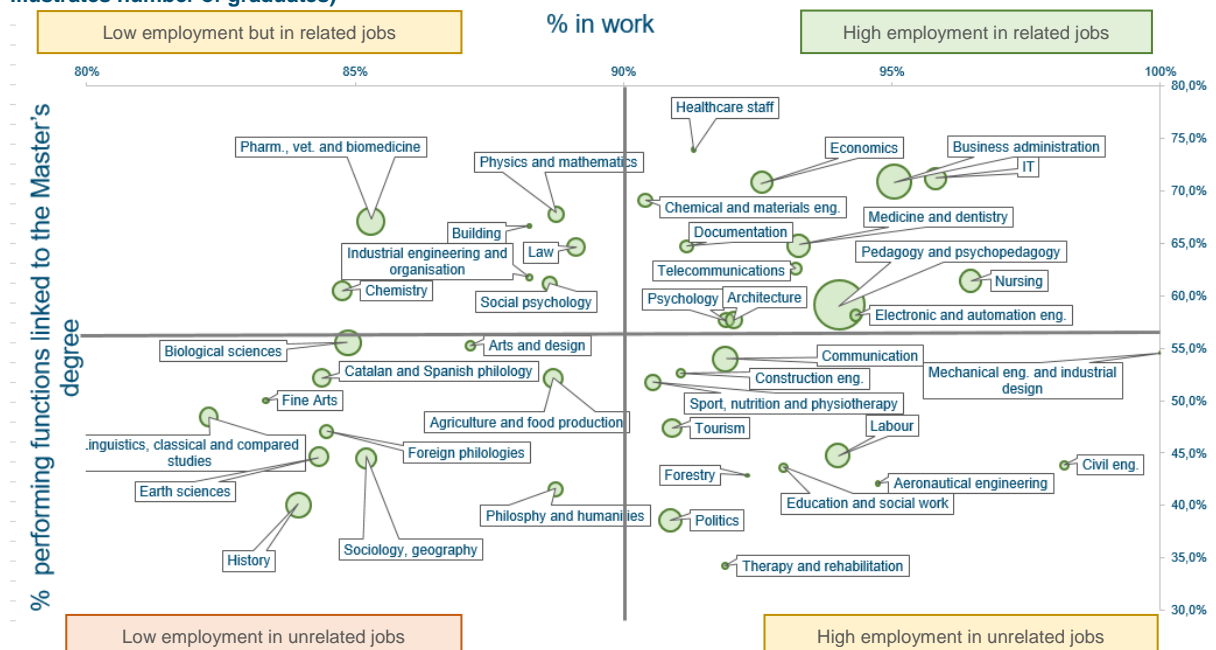 illustrates number of graduates)
Low employment but in related jobs
% in work
High employment in related jobs
80%
85%
90%
95%
100%
80,0%
75,0%
70,0%
65,0%
60,0%
55,0%
50,0%
45,0%
40,0%
35,0%
30,0%
% performing functions linked to the Master's
degree
Healthcare staff
Pharm., vet. and biomedicine
Physics and mathematics
Economics
Business administration
IT
Chemical and materials eng.
Medicine and dentistry
Building
Law
Documentation
Industrial engineering and
organisation
Pedagogy and psychopedagogy
Telecommunications
Chemistry
Social psychology
Nursing
Psychology
Architecture
Electronic and automation eng.
Biological sciences
Arts and design
Communication
Catalan and Spanish philology
Construction eng.
Mechanical eng. and industrial
design
Fine Arts
Sport, nutrition and physiotherapy
Agriculture and food production
Tourism
Labour
Linguistics, classical and compared
studies
Foreign philologies
Forestry
Civil eng.
Aeronautical engineering
Earth sciences
Education and social work
Philosphy and humanities
Politics
History
Sociology, geography
Therapy and rehabilitation
Low employment in unrelated jobs
High employment in unrelated jobs